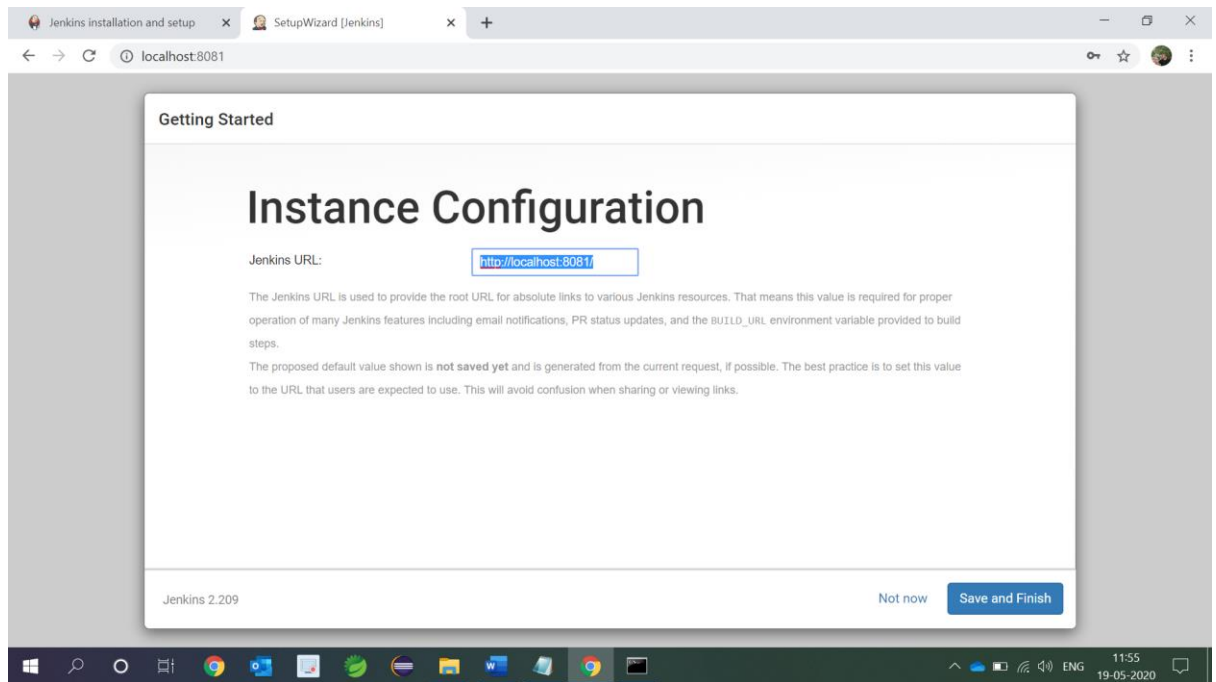 Jenkins installation and setup
SetupWizard [Jenkins]
localhost:8081
Getting Started
Instance Configuration
Jenkins URL:
http://localhost:8081/
The Jenkins URL is used to provide the root URL for absolute links to various Jenkins resources. That means this value is required for proper
operation of many Jenkins features including email notifications, PR status updates, and the BUILD_URL environment variable provided to build
steps.
The proposed default value shown is not saved yet and is generated from the current request, if possible. The best practice is to set this value
to the URL that users are expected to use. This will avoid confusion when sharing or viewing links.
Jenkins 2.209
Not now
Save and Finish
ENG
11:55
19-05-2020